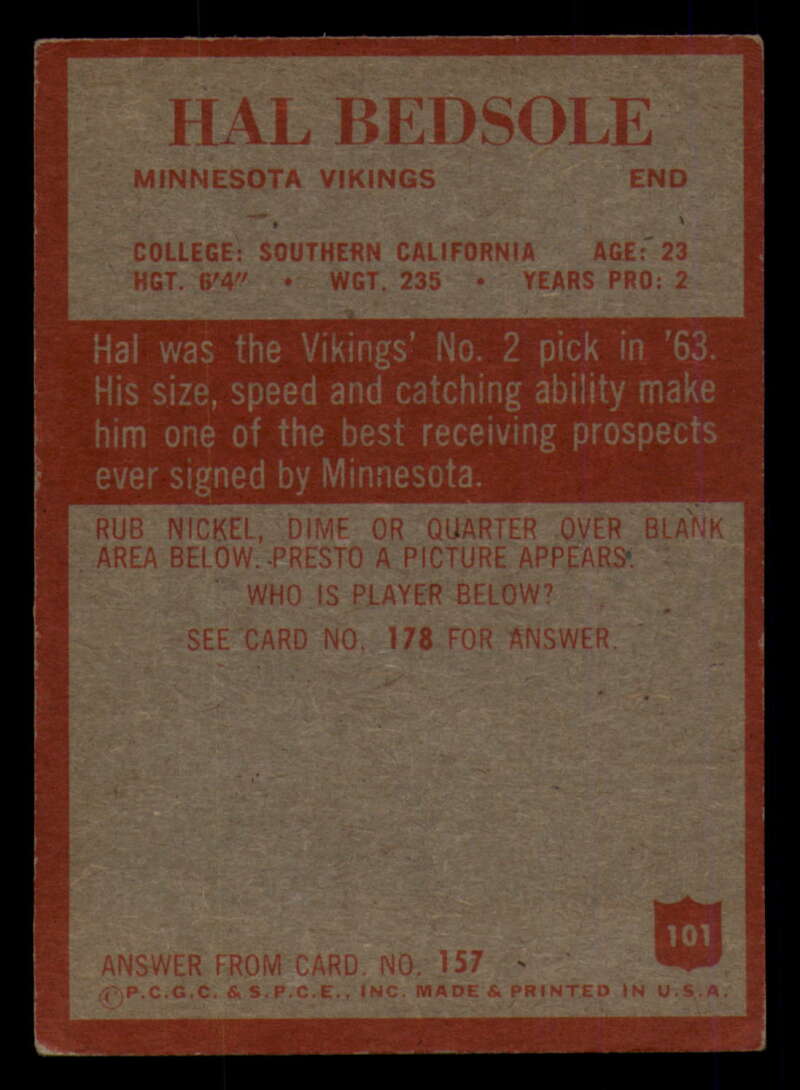 HAL BEDSOLE
MINNESOTA VIKINGS END
COLLEGE: SOUTHERN CALIFORNIA AGE: 23
HGT. 6'4" • WGT. 235 • YEARS PRO: 2
Hal was the Vikings' No. 2 pick in '63.
His size, speed and catching ability make
him one of the best receiving prospects
ever signed by Minnesota.
RUB NICKEL, DIME OR QUARTER OVER BLANK
AREA BELOW. PRESTO A PICTURE APPEARS.
WHO IS PLAYER BELOW?
SEE CARD NO. 178 FOR ANSWER.
101
ANSWER FROM CARD. NO. 157
©P.C.G.C. & S.P.C.E., INC. MADE & PRINTED IN U.S.A.